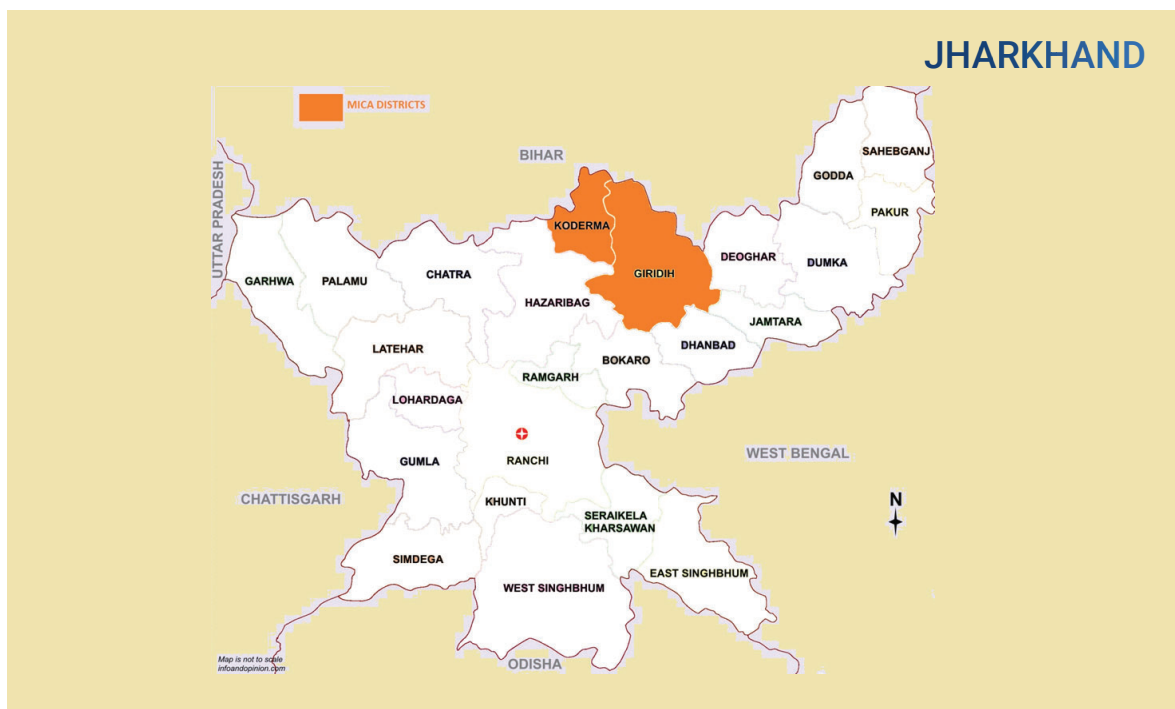 JHARKHAND
MICA DISTRICTS
BIHAR
UTTAR PRADESH
SAHEBGANJ
GODDA
PAKUR
KODERMA
DEOGHAR
DUMKA
GIRIDIH
GARHWA
PALAMU
CHATRA
HAZARIBAG
JAMTARA
DHANBAD
LATEHAR
BOKARO
RAMGARH
LOHARDAGA
RANCHI
GUMLA
WEST BENGAL
CHATTISGARH
KHUNTI
N
SERAIKELA
KHARSAWAN
SIMDEGA
EAST SINGHBHUM
WEST SINGHBHUM
ODISHA
Map is not to scale
infoandopinion.com